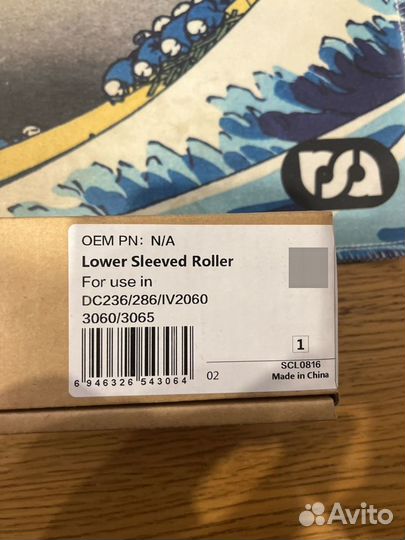 OEM PN: N/A
Lower Sleeved Roller
For use in
DC236/286/IV2060
3060/3065
1
SCL0816
6 946326 543064
02
Made in China
Avito